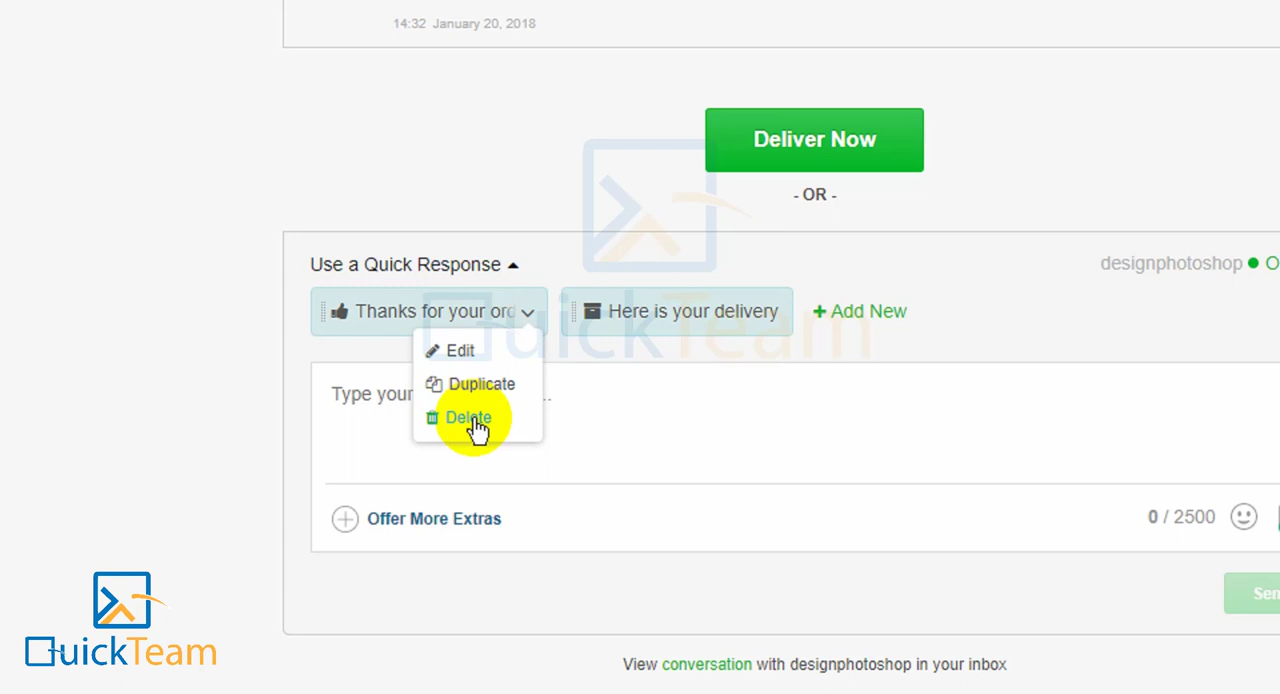 14:32 January 20, 2018
Deliver Now
- OR -
Use a Quick Response
designphotoshop
Thanks for your ord
Here is your delivery
+ Add New
Edit
Duplicate
Delete
Type your
..
Offer More Extras
0 / 2500
Sen
View conversation with designphotoshop in your inbox
QuickTeam
QuickTeam